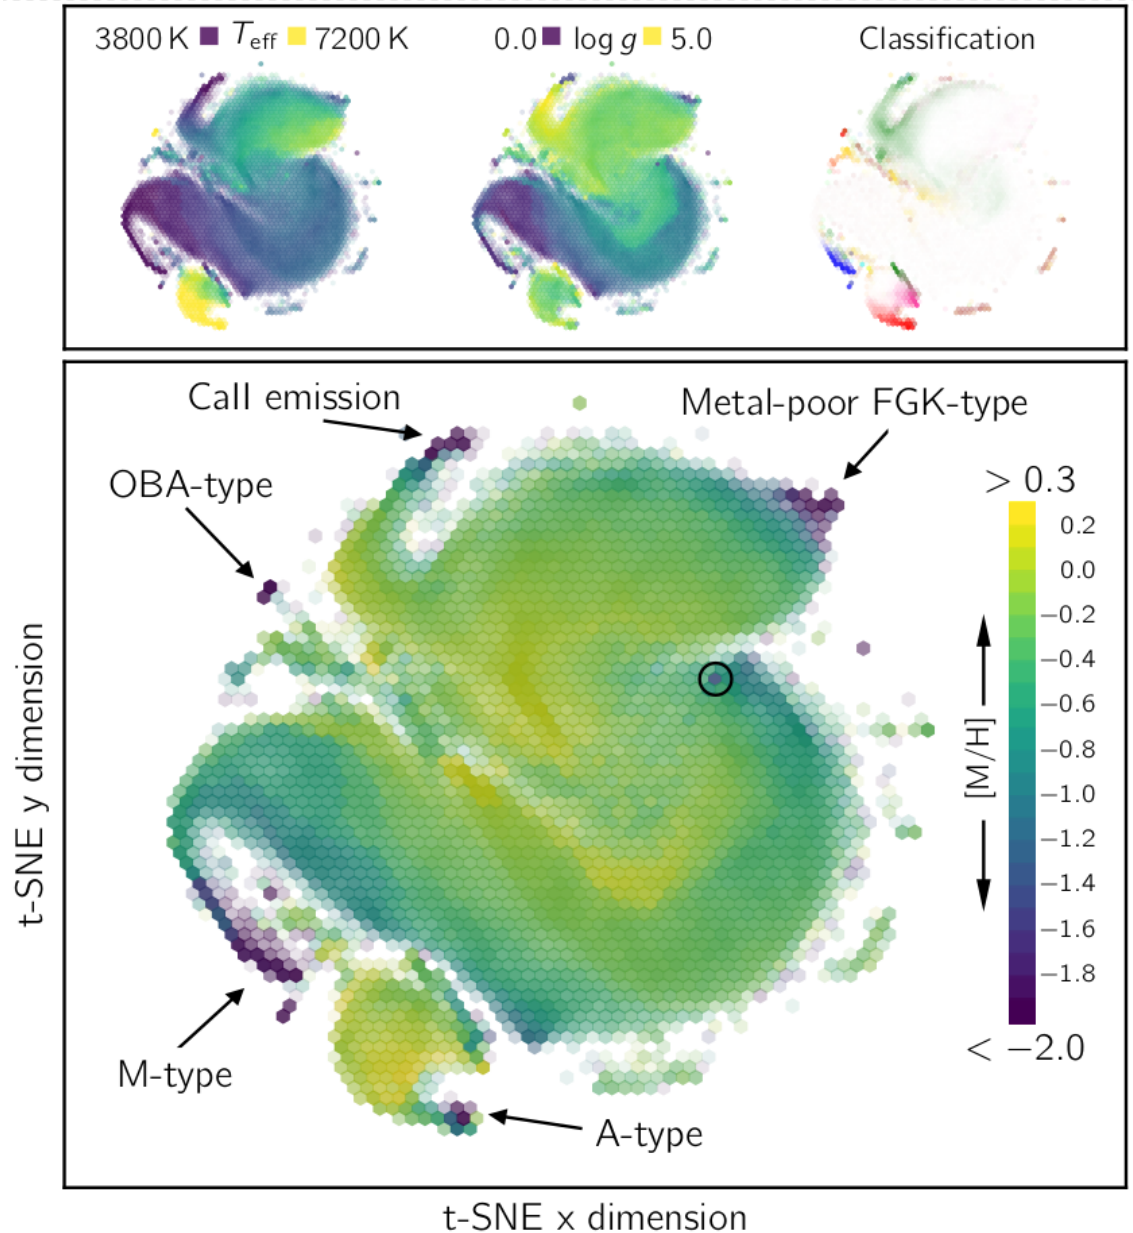 3800 K T_eff 7200 K
0.0 log g 5.0
Classification
CaII emission
Metal-poor FGK-type
OBA-type
> 0.3
0.2
0.0
−0.2
−0.4
−0.6
−0.8
−1.0
−1.2
−1.4
−1.6
−1.8
< −2.0
[M/H]
M-type
A-type
t-SNE y dimension
t-SNE x dimension